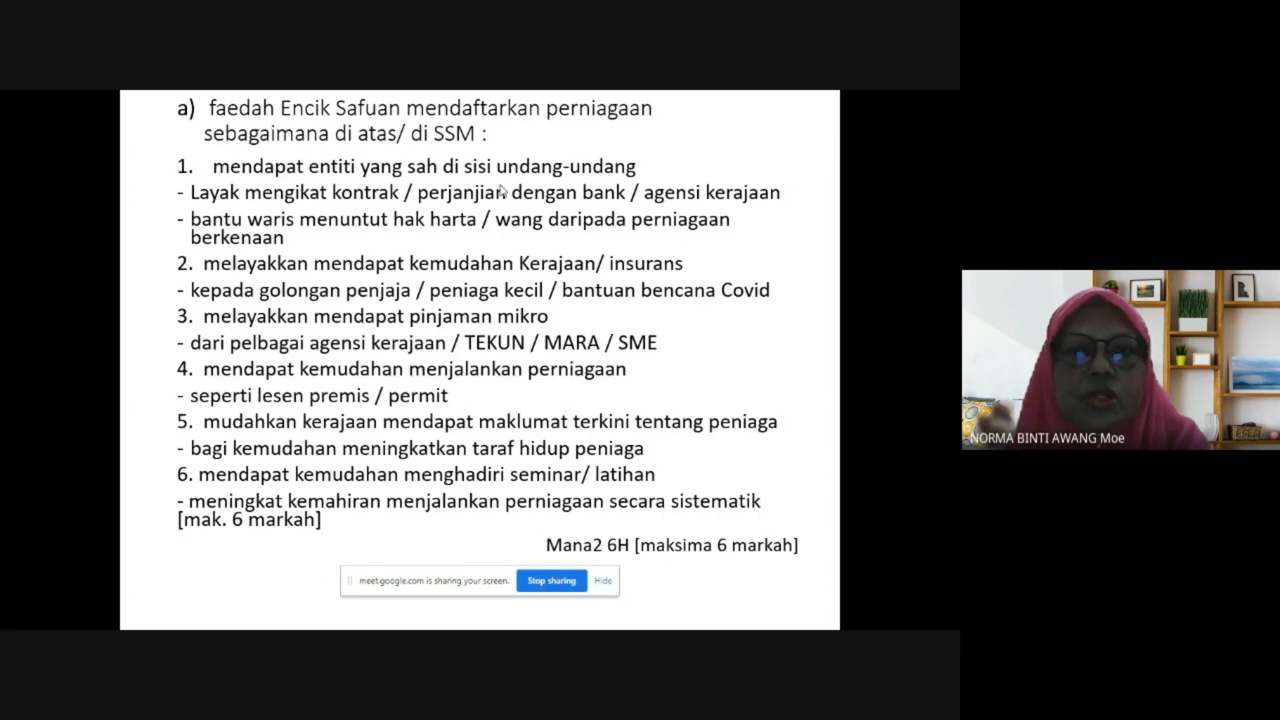 a) faedah Encik Safuan mendaftarkan perniagaan
sebagaimana di atas/ di SSM :
1. mendapat entiti yang sah di sisi undang-undang
- Layak mengikat kontrak / perjanjian dengan bank / agensi kerajaan
- bantu waris menuntut hak harta / wang daripada perniagaan
berkenaan
2. melayakkan mendapat kemudahan Kerajaan/ insurans
- kepada golongan penjaja / peniaga kecil / bantuan bencana Covid
3. melayakkan mendapat pinjaman mikro
- dari pelbagai agensi kerajaan / TEKUN / MARA / SME
4. mendapat kemudahan menjalankan perniagaan
- seperti lesen premis / permit
5. mudahkan kerajaan mendapat maklumat terkini tentang peniaga
- bagi kemudahan meningkatkan taraf hidup peniaga
6. mendapat kemudahan menghadiri seminar/ latihan
- meningkat kemahiran menjalankan perniagaan secara sistematik
[mak. 6 markah]
Mana2 6H [maksima 6 markah]
meet.google.com is sharing your screen. Stop sharing Hide
NORMA BINTI AWANG Moe